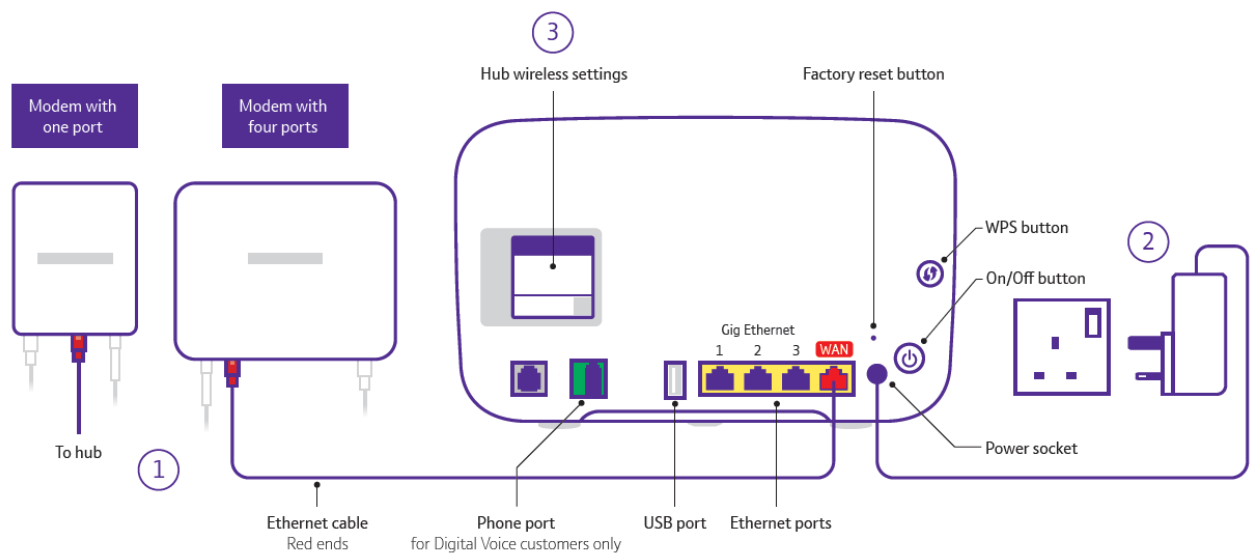 3
Hub wireless settings
Factory reset button
Modem with
one port
Modem with
four ports
WPS button
2
On/Off button
Gig Ethernet
1 2 3 WAN
To hub
1
Power socket
Ethernet cable
Red ends
Phone port
for Digital Voice customers only
USB port
Ethernet ports